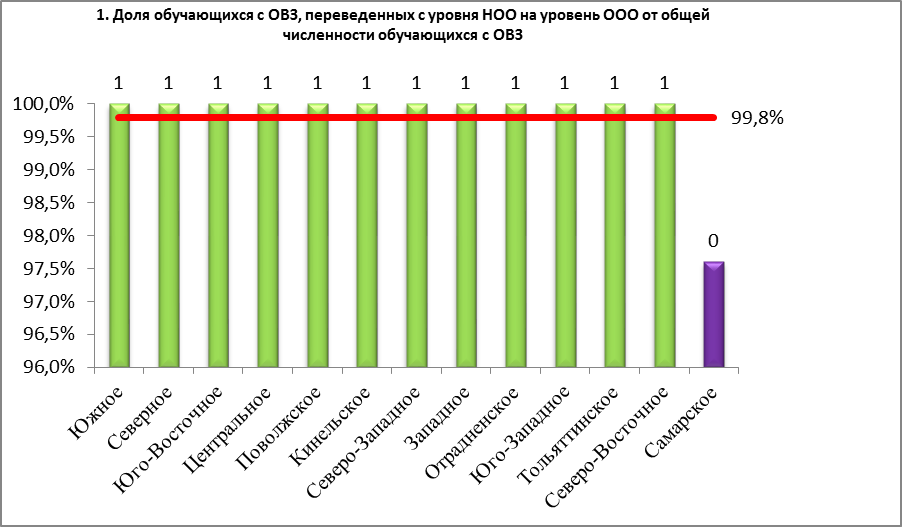 1. Доля обучающихся с ОВЗ, переведенных с уровня НОО на уровень ООО от общей
численности обучающихся с ОВЗ
1 1 1 1 1 1 1 1 1 1 1 1
100,0%
99,5%
99,8%
99,0%
98,5%
98,0%
0
97,5%
97,0%
96,5%
96,0%
Южное
Северное
Юго-Восточное
Центральное
Поволжское
Кинельское
Северо-Западное
Западное
Отрадненское
Юго-Западное
Тольяттинское
Северо-Восточное
Самарское